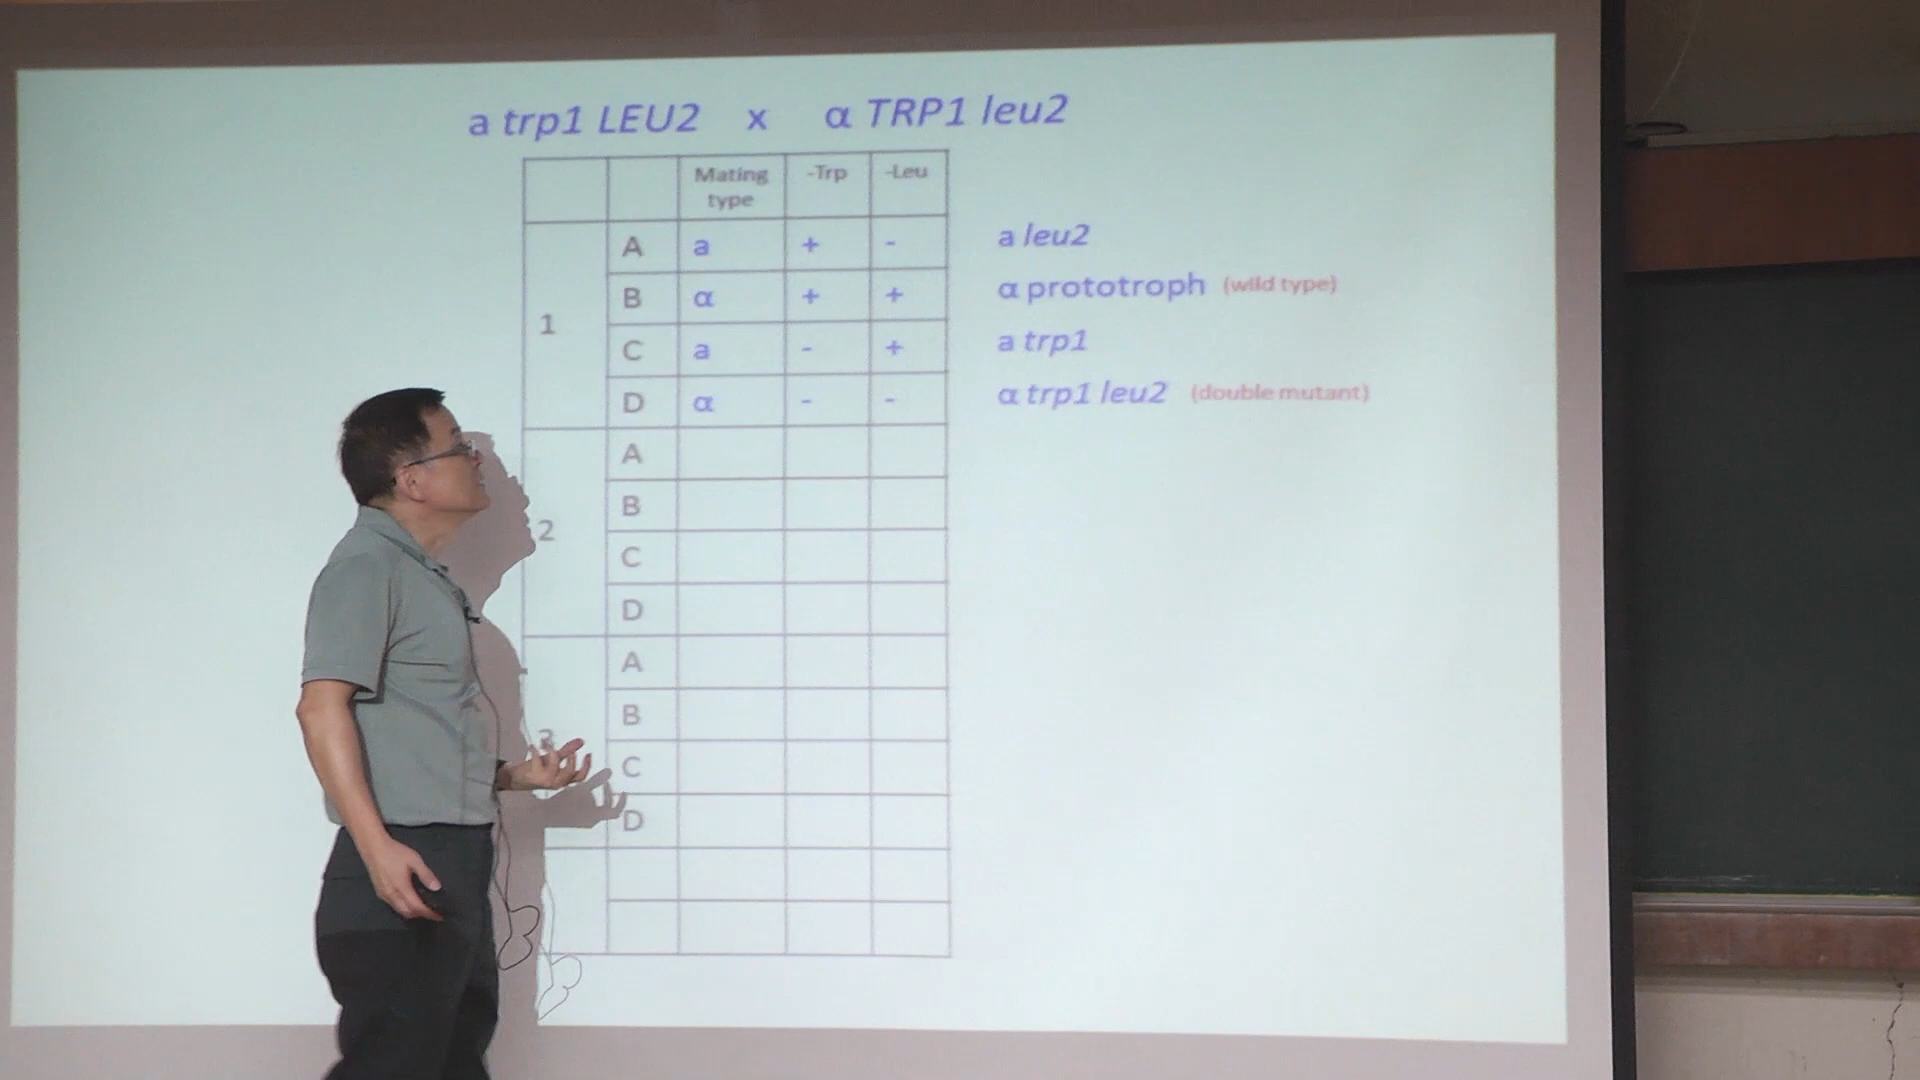 a trp1 LEU2 x α TRP1 leu2
Mating type -Trp -Leu
1
A a + - a leu2
B α + + α prototroph (wild type)
C a - + a trp1
D α - - α trp1 leu2 (double mutant)
2
A
B
C
D
3
A
B
C
D